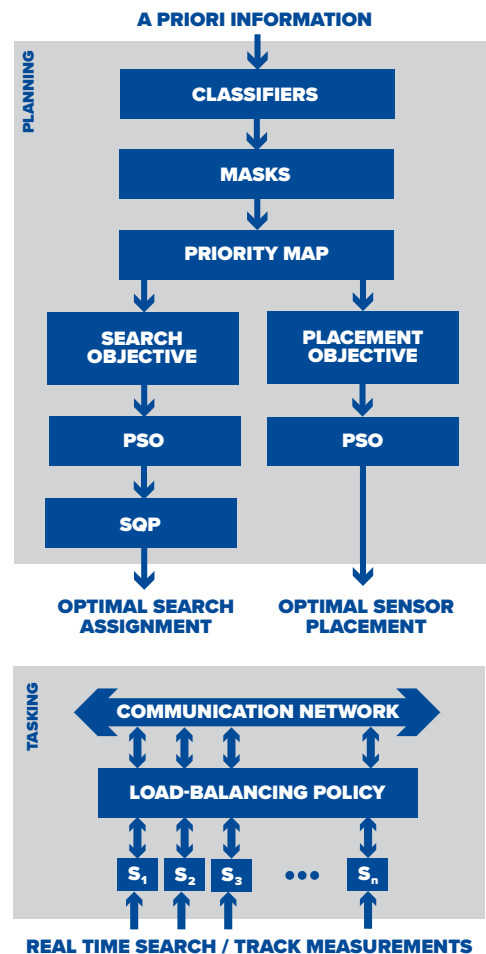 A PRIORI INFORMATION
PLANNING
CLASSIFIERS
MASKS
PRIORITY MAP
SEARCH
OBJECTIVE
PLACEMENT
OBJECTIVE
PSO
PSO
SQP
OPTIMAL SEARCH
ASSIGNMENT
OPTIMAL SENSOR
PLACEMENT
TASKING
COMMUNICATION NETWORK
LOAD-BALANCING POLICY
S₁ S₂ S₃ ••• Sₙ
REAL TIME SEARCH / TRACK MEASUREMENTS